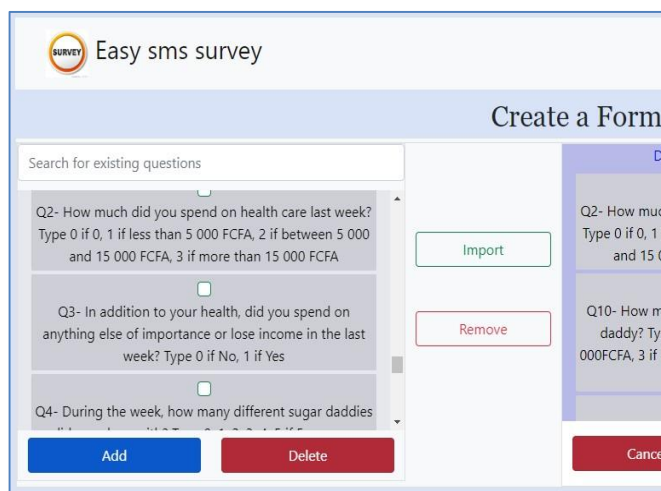 SURVEY
Easy sms survey
Create a Form
Search for existing questions
Q2- How much did you spend on health care last week?
Type 0 if 0, 1 if less than 5 000 FCFA, 2 if between 5 000
and 15 000 FCFA, 3 if more than 15 000 FCFA
Q3- In addition to your health, did you spend on
anything else of importance or lose income in the last
week? Type 0 if No, 1 if Yes
Q4- During the week, how many different sugar daddies
Add
Delete
Import
Remove
D
Q2- How muc
Type 0 if 0, 1
and 15 0
Q10- How m
daddy? Ty
000FCFA, 3 if
Cance